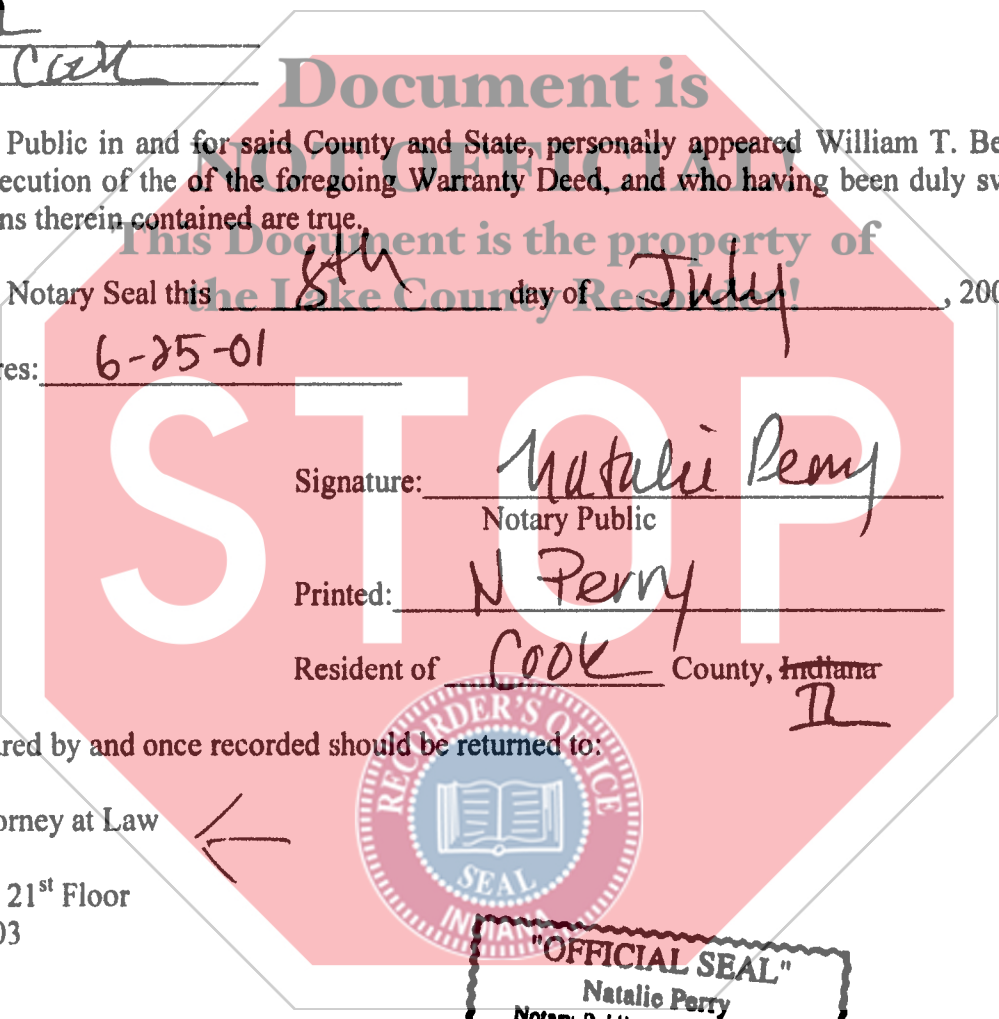 Cook
Document is
Public in and for said County and State, personally appeared William T. Be
NOT OFFICIAL!
ecution of the of the foregoing Warranty Deed, and who having been duly sw
ns therein contained are true.
This Document is the property of
Notary Seal this 8th day of July, 200
the Lake County Recorder!
res: 6-25-01
STOP
Signature: Natalie Perry
Notary Public
Printed: N Perry
Resident of Cook County, Indiana
IL
RECORDER'S OFFICE
SEAL
INDIANA
red by and once recorded should be returned to:
orney at Law
21st Floor
03
"OFFICIAL SEAL"
Natalie Perry
Notary Public